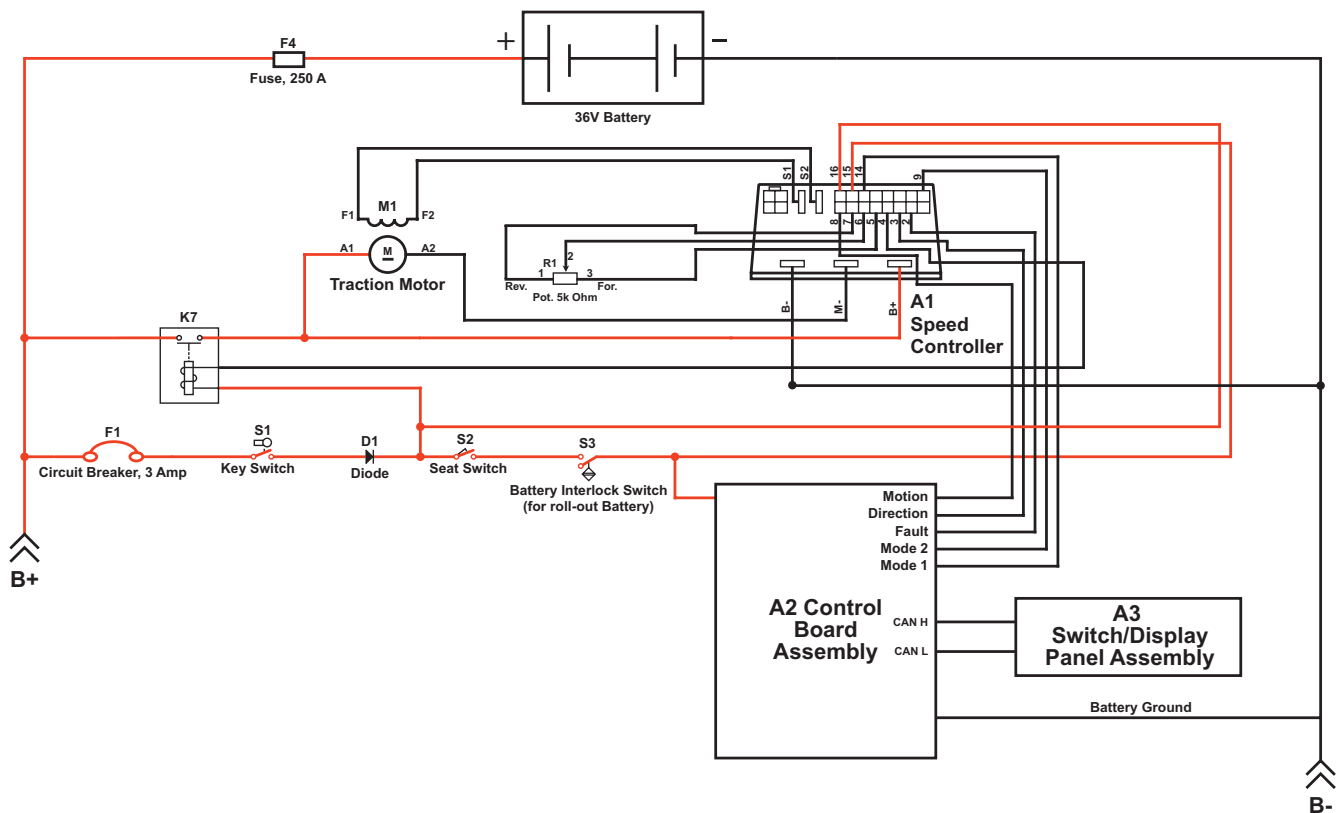 F4
Fuse, 250 A
+
−
36V Battery
S1
S2
16
15
14
9
8
7
6
5
4
3
2
M1
F1
F2
A1
M
A2
Traction Motor
R1
2
1
3
Rev.
For.
Pot. 5k Ohm
B-
M-
B+
A1
Speed
Controller
K7
F1
Circuit Breaker, 3 Amp
S1
Key Switch
D1
Diode
S2
Seat Switch
S3
Battery Interlock Switch
(for roll-out Battery)
Motion
Direction
Fault
Mode 2
Mode 1
A2 Control
Board
Assembly
CAN H
CAN L
A3
Switch/Display
Panel Assembly
Battery Ground
B+
B-